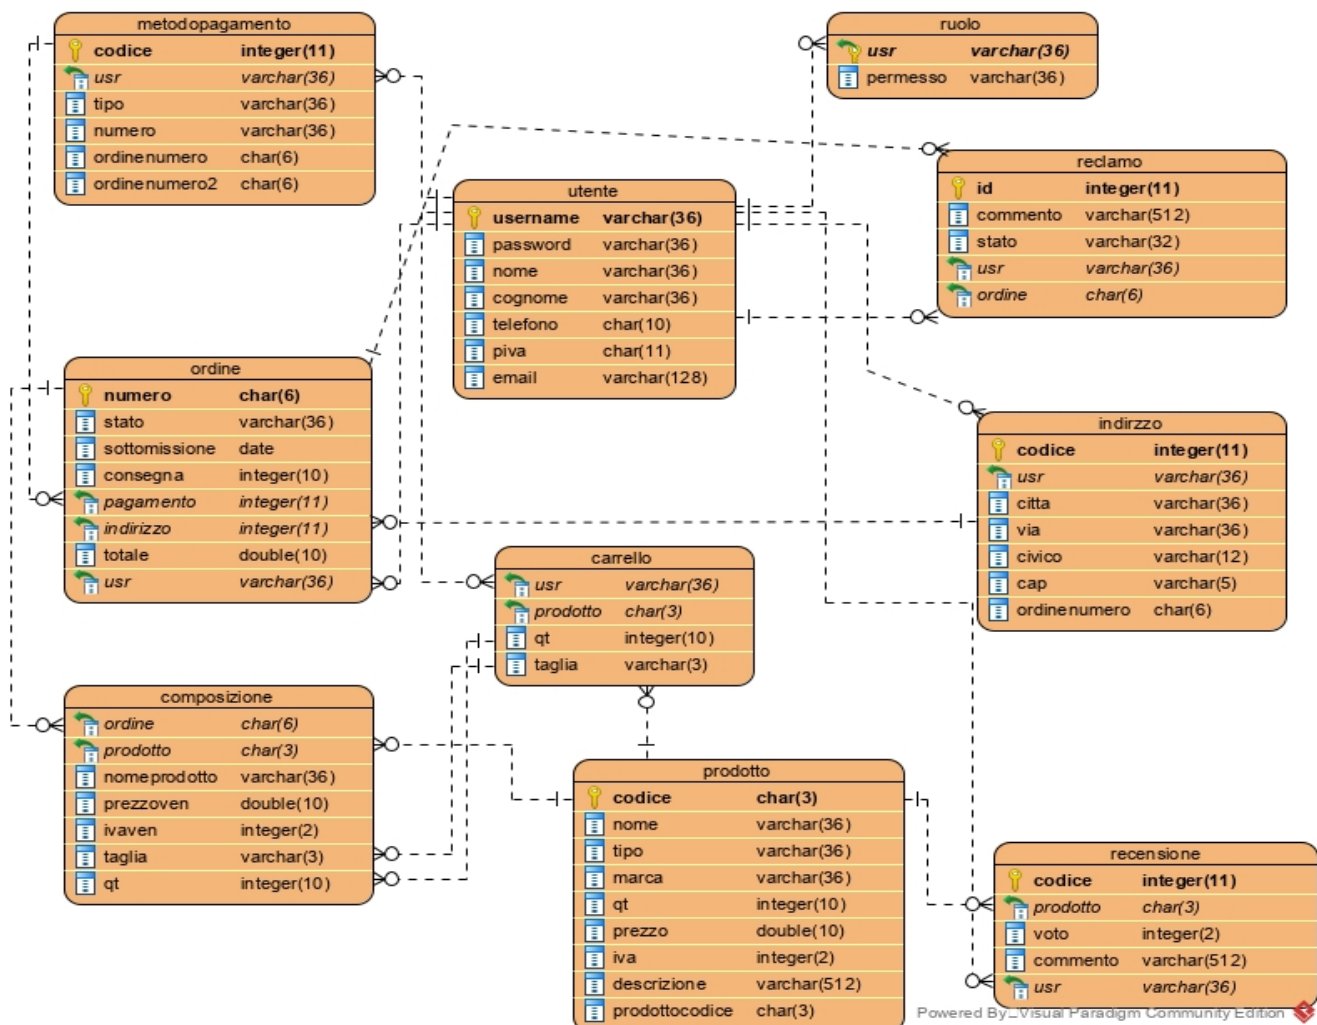 metodopagamento
codice integer(11)
usr varchar(36)
tipo varchar(36)
numero varchar(36)
ordinenumero char(6)
ordinenumero2 char(6)
ruolo
usr varchar(36)
permesso varchar(36)
reclamo
id integer(11)
commento varchar(512)
stato varchar(32)
usr varchar(36)
ordine char(6)
utente
username varchar(36)
password varchar(36)
nome varchar(36)
cognome varchar(36)
telefono char(10)
piva char(11)
email varchar(128)
ordine
numero char(6)
stato varchar(36)
sottomissione date
consegna integer(10)
pagamento integer(11)
indirizzo integer(11)
totale double(10)
usr varchar(36)
indirzzo
codice integer(11)
usr varchar(36)
citta varchar(36)
via varchar(36)
civico varchar(12)
cap varchar(5)
ordinenumero char(6)
carrello
usr varchar(36)
prodotto char(3)
qt integer(10)
taglia varchar(3)
composizione
ordine char(6)
prodotto char(3)
nomeprodotto varchar(36)
prezzoven double(10)
ivaven integer(2)
taglia varchar(3)
qt integer(10)
prodotto
codice char(3)
nome varchar(36)
tipo varchar(36)
marca varchar(36)
qt integer(10)
prezzo double(10)
iva integer(2)
descrizione varchar(512)
prodottocodice char(3)
recensione
codice integer(11)
prodotto char(3)
voto integer(2)
commento varchar(512)
usr varchar(36)
Powered By Visual Paradigm Community Edition